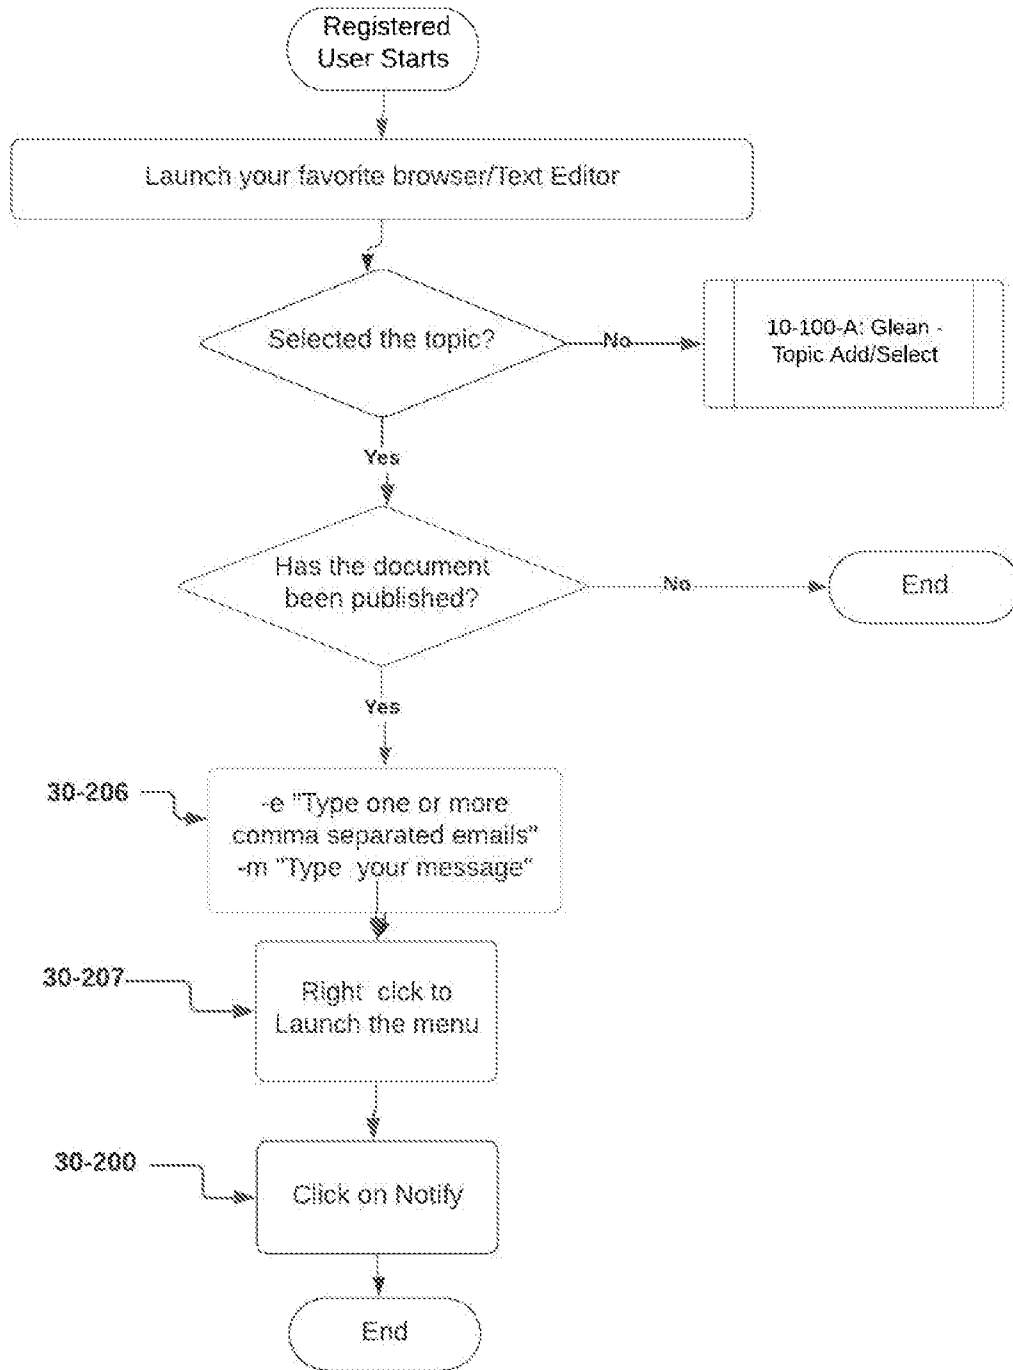 Registered
User Starts
Launch your favorite browser/Text Editor
Selected the topic?
No
10-100-A: Glean -
Topic Add/Select
Yes
Has the document
been published?
No
End
Yes
30-206
-e "Type one or more
comma separated emails"
-m "Type your message"
30-207
Right cick to
Launch the menu
30-200
Click on Notify
End